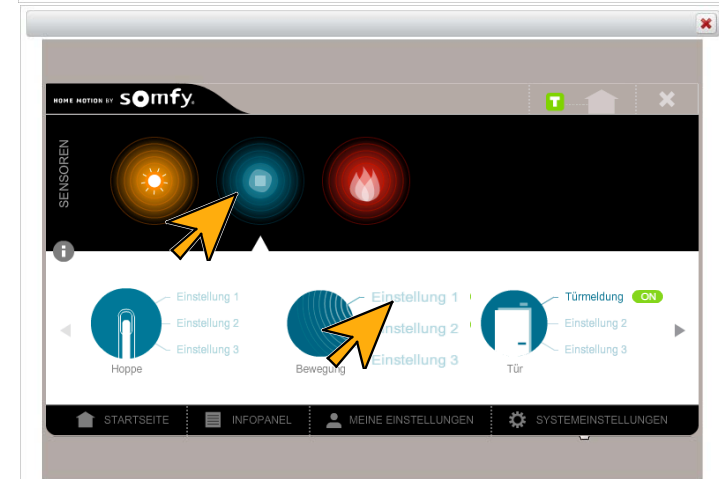 HOME MOTION BY somfy.
T
SENSOREN
i
Einstellung 1
Einstellung 2
Einstellung 3
Hoppe
Einstellung 1
Einstellung 2
Einstellung 3
Bewegung
Türmeldung ON
Einstellung 2
Einstellung 3
Tür
STARTSEITE INFOPANEL MEINE EINSTELLUNGEN SYSTEMEINSTELLUNGEN